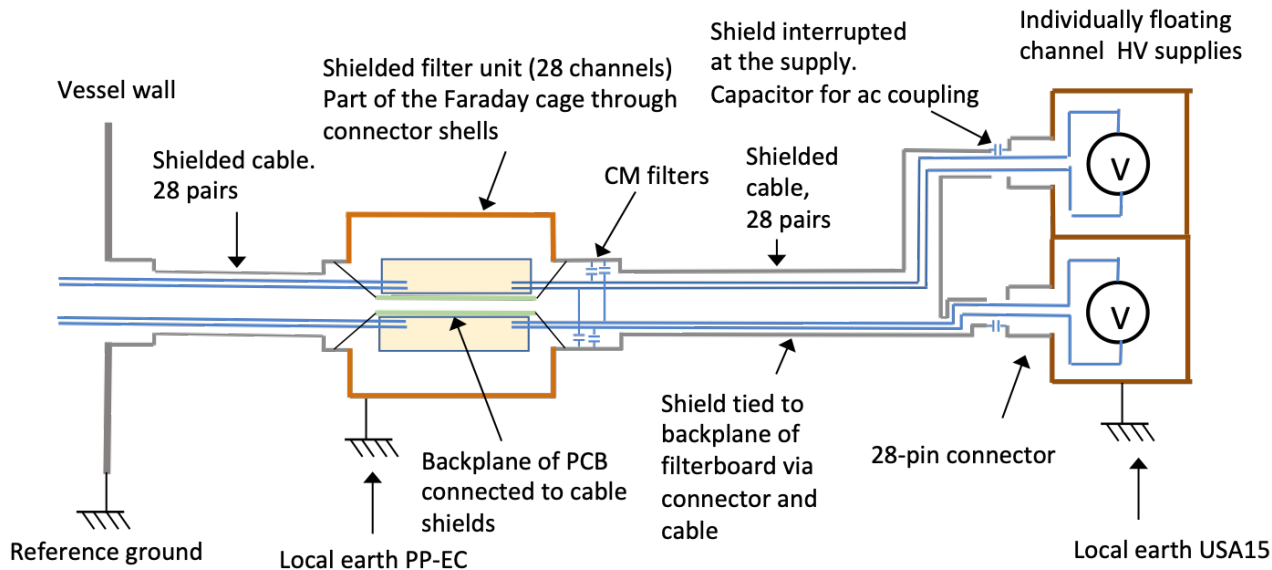 Individually floating
channel  HV supplies
Shield interrupted
at the supply.
Capacitor for ac coupling
Shielded filter unit (28 channels)
Part of the Faraday cage through
connector shells
Vessel wall
Shielded cable.
28 pairs
CM filters
Shielded
cable,
28 pairs
V
V
Shield tied to
backplane of
filterboard via
connector and
cable
28-pin connector
Backplane of PCB
connected to cable
shields
Reference ground
Local earth PP-EC
Local earth USA15